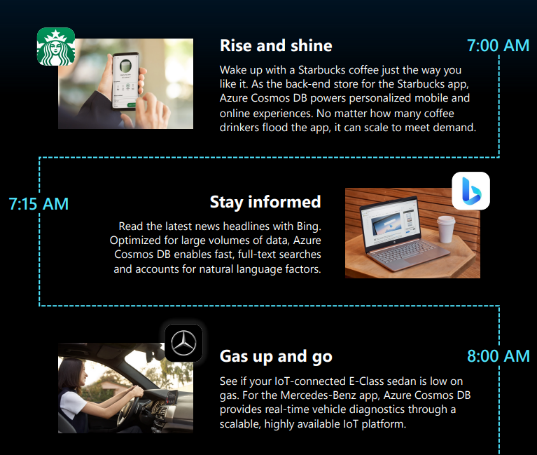 Rise and shine
7:00 AM
Wake up with a Starbucks coffee just the way you
like it. As the back-end store for the Starbucks app,
Azure Cosmos DB powers personalized mobile and
online experiences. No matter how many coffee
drinkers flood the app, it can scale to meet demand.
7:15 AM
Stay informed
Read the latest news headlines with Bing.
Optimized for large volumes of data, Azure
Cosmos DB enables fast, full-text searches
and accounts for natural language factors.
Gas up and go
8:00 AM
See if your IoT-connected E-Class sedan is low on
gas. For the Mercedes-Benz app, Azure Cosmos DB
provides real-time vehicle diagnostics through a
scalable, highly available IoT platform.